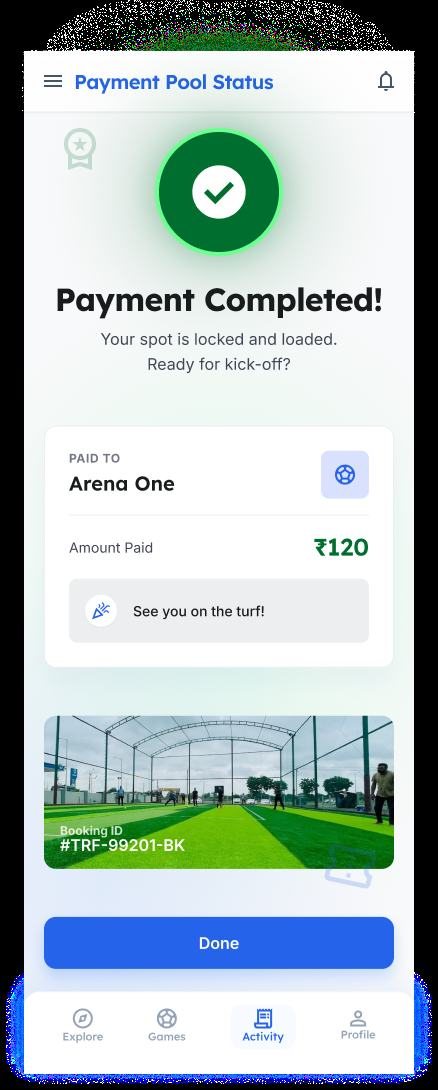 Payment Pool Status
Payment Completed!
Your spot is locked and loaded.
Ready for kick-off?
PAID TO
Arena One
Amount Paid
₹120
See you on the turf!
Booking ID
#TRF-99201-BK
Done
Explore
Games
Activity
Profile